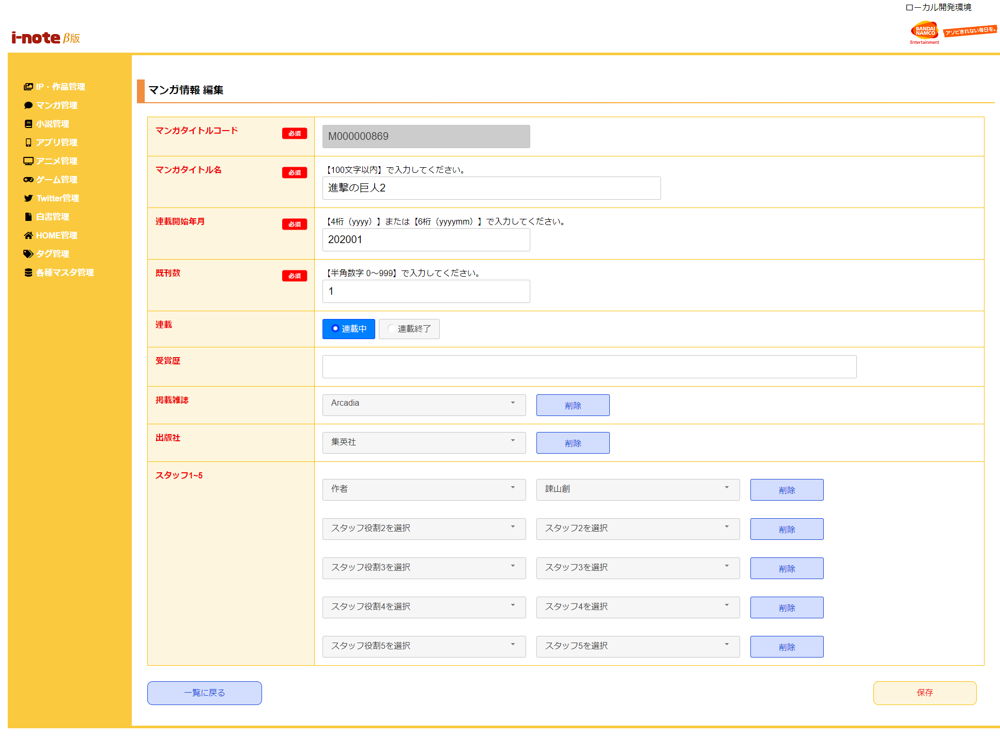 ローカル開発環境
i-note β版
BANDAI
NAMCO
Entertainment
アソビきれない毎日を。
IP・作品管理
マンガ管理
小説管理
アプリ管理
アニメ管理
ゲーム管理
Twitter管理
白書管理
HOME管理
タグ管理
各種マスタ管理
マンガ情報 編集
マンガタイトルコード 必須 M000000869
マンガタイトル名 必須 【100文字以内】で入力してください。
進撃の巨人2
連載開始年月 必須 【4桁（yyyy）】または【6桁（yyyymm）】で入力してください。
202001
既刊数 必須 【半角数字 0～999】で入力してください。
1
連載 連載中 連載終了
受賞歴
掲載雑誌 Arcadia 削除
出版社 集英社 削除
スタッフ1~5
作者 諫山創 削除
スタッフ役割2を選択 スタッフ2を選択 削除
スタッフ役割3を選択 スタッフ3を選択 削除
スタッフ役割4を選択 スタッフ4を選択 削除
スタッフ役割5を選択 スタッフ5を選択 削除
一覧に戻る 保存